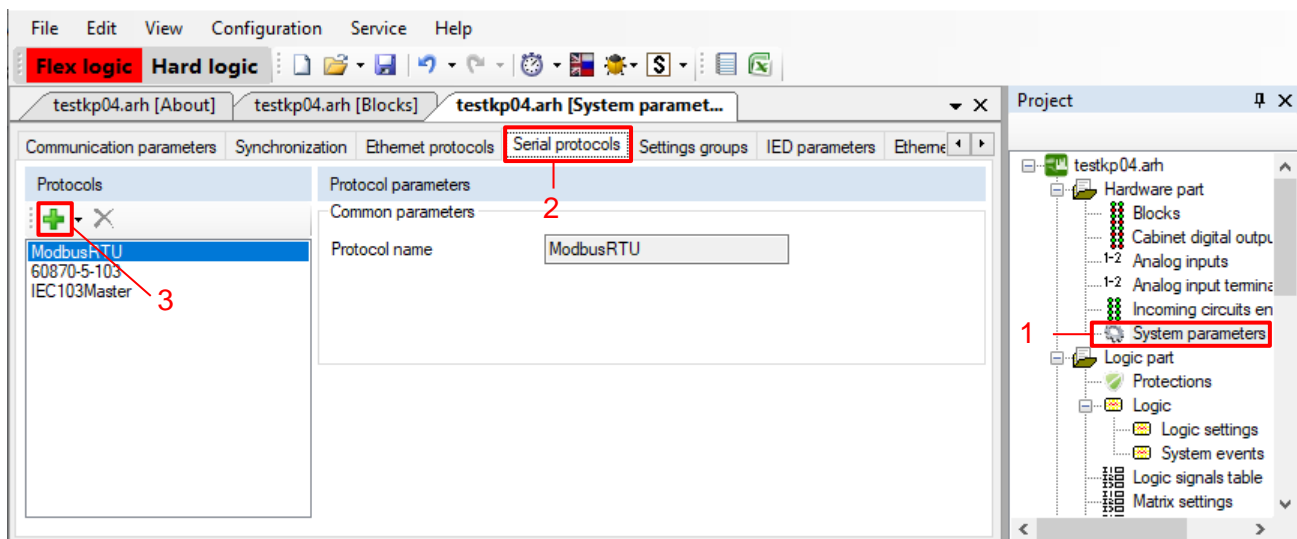 File Edit View Configuration Service Help
Flex logic Hard logic
testkp04.arh [About] testkp04.arh [Blocks] testkp04.arh [System paramet...
Project
Communication parameters Synchronization Ethernet protocols Serial protocols Settings groups IED parameters Etherne
Protocols
Protocol parameters
2
Common parameters
Protocol name ModbusRTU
ModbusRTU
60870-5-103
IEC103Master
3
testkp04.arh
Hardware part
Blocks
Cabinet digital outpu
1-2 Analog inputs
1-2 Analog input termina
Incoming circuits en
1 System parameters
Logic part
Protections
Logic
Logic settings
System events
Logic signals table
Matrix settings